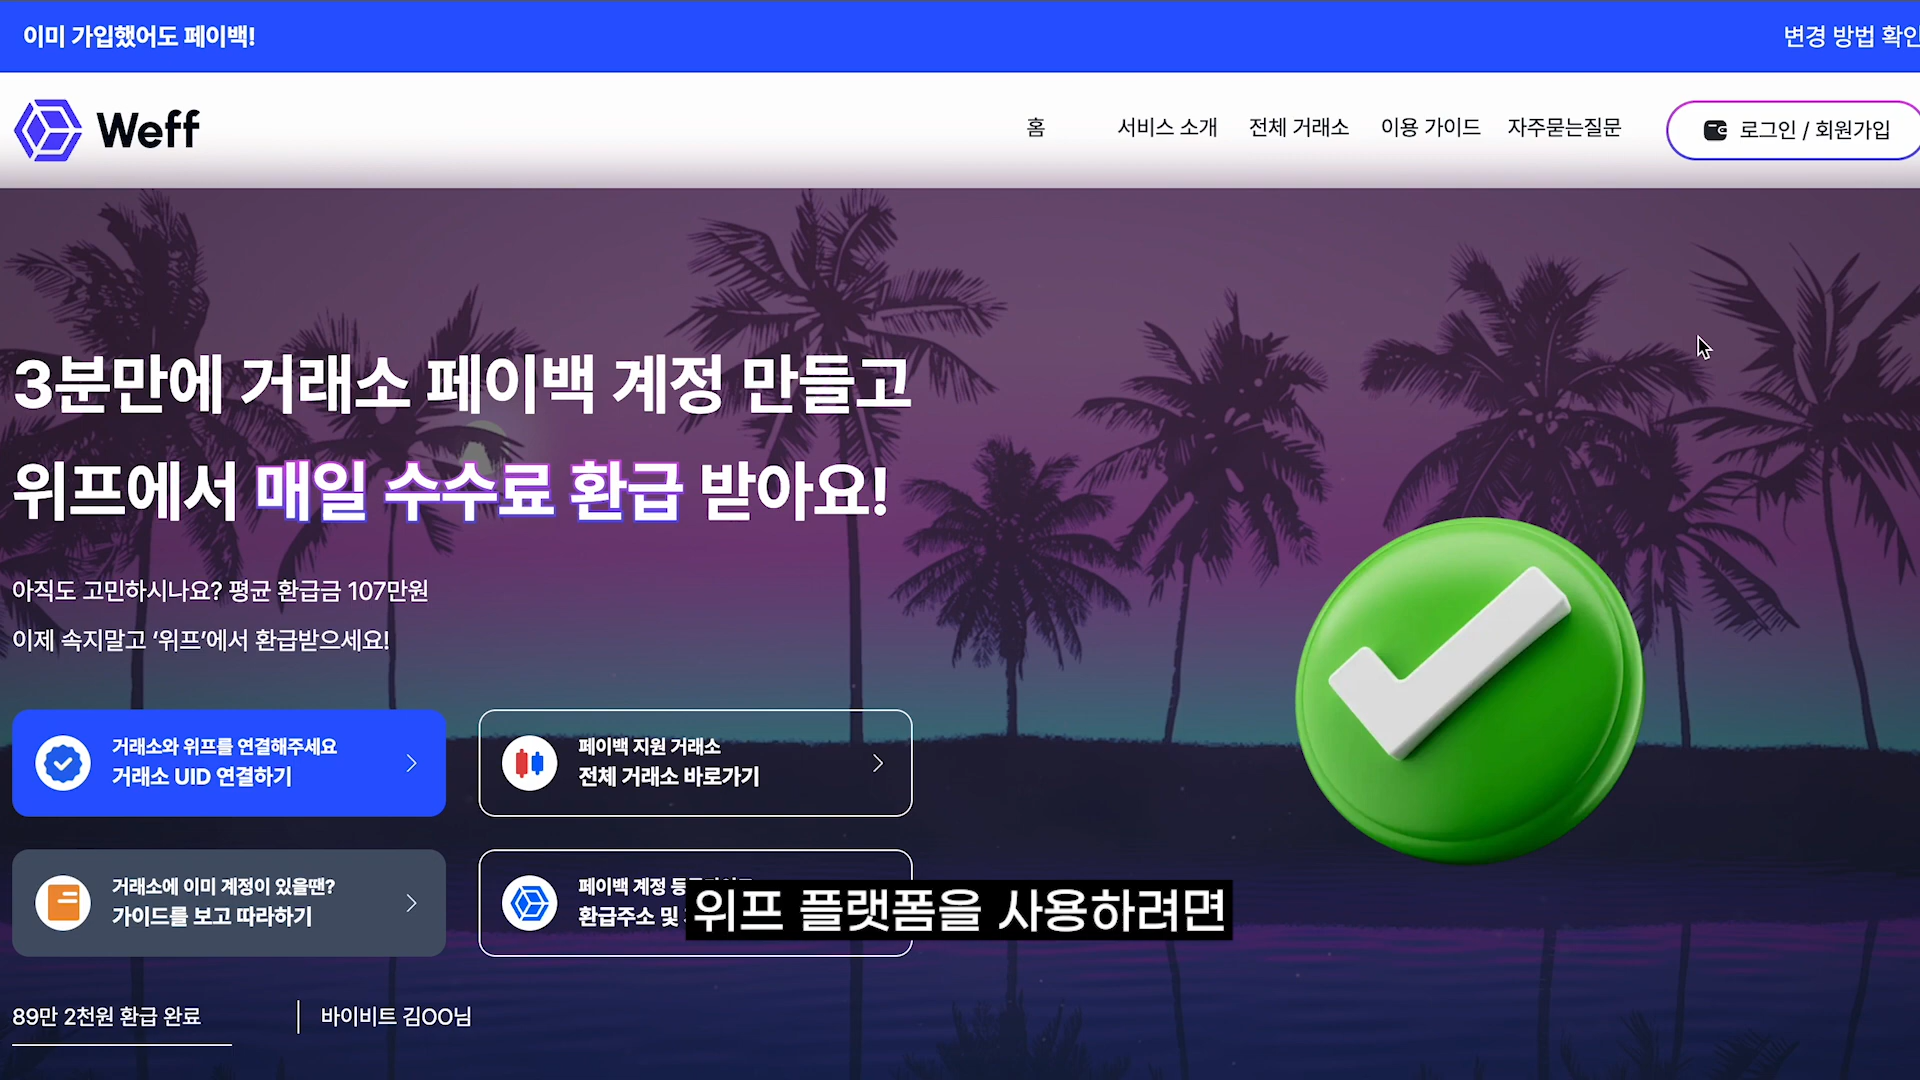 이미 가입했어도 페이백!
변경 방법 확인
Weff
홈
서비스 소개
전체 거래소
이용 가이드
자주묻는질문
로그인 / 회원가입
3분만에 거래소 페이백 계정 만들고
위프에서 매일 수수료 환급 받아요!
아직도 고민하시나요? 평균 환급금 107만원
이제 속지말고 ‘위프’에서 환급받으세요!
거래소와 위프를 연결해주세요
거래소 UID 연결하기
페이백 지원 거래소
전체 거래소 바로가기
거래소에 이미 계정이 있을땐?
가이드를 보고 따라하기
페이백 계정
환급주소 및
위프 플랫폼을 사용하려면
89만 2천원 환급 완료
바이비트 김OO님